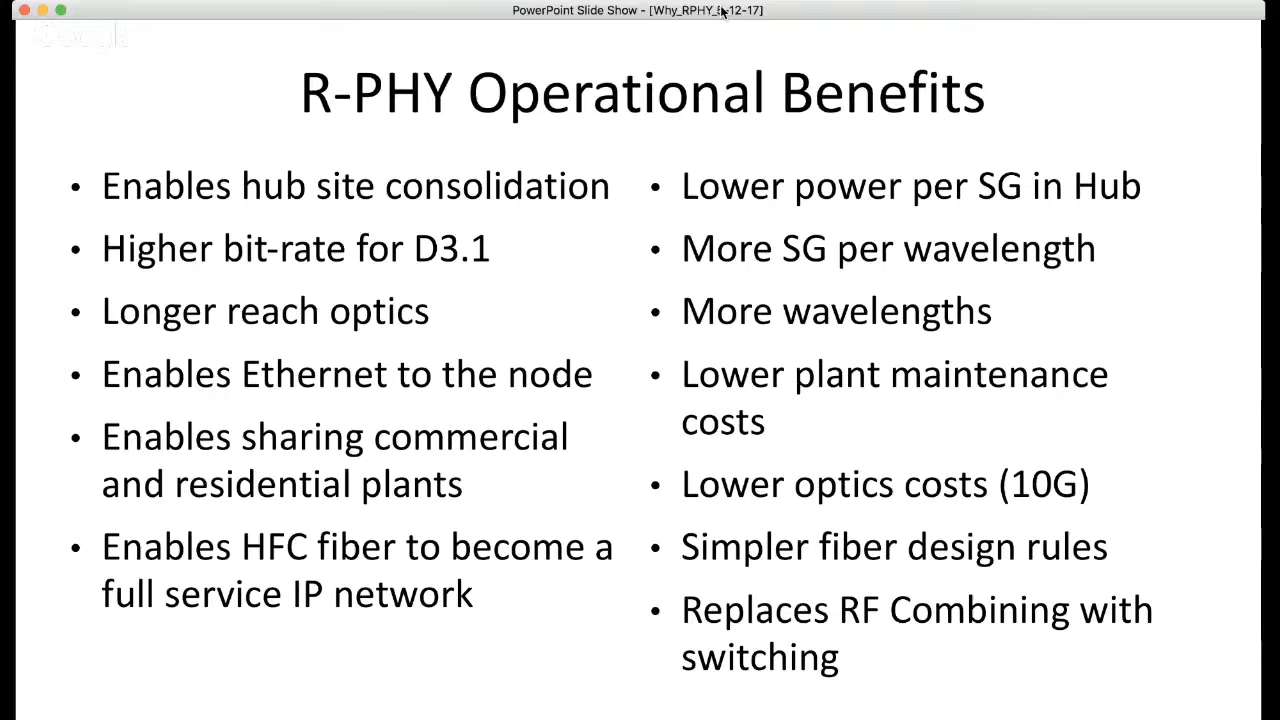 PowerPoint Slide Show - [Why_RPHY_ -12-17]
R-PHY Operational Benefits
• Enables hub site consolidation
• Higher bit-rate for D3.1
• Longer reach optics
• Enables Ethernet to the node
• Enables sharing commercial
and residential plants
• Enables HFC fiber to become a
full service IP network
• Lower power per SG in Hub
• More SG per wavelength
• More wavelengths
• Lower plant maintenance
costs
• Lower optics costs (10G)
• Simpler fiber design rules
• Replaces RF Combining with
switching